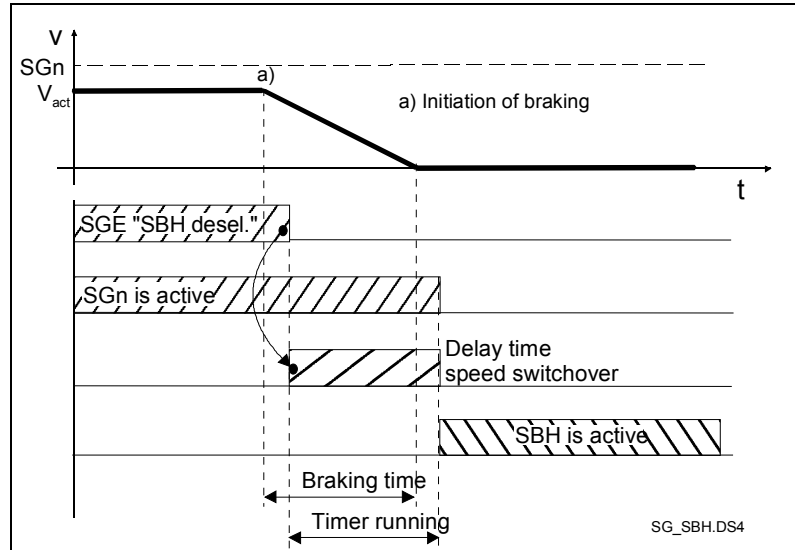 v
SGn
a)
Vact
a) Initiation of braking
t
SGE "SBH desel."
SGn is active
Delay time
speed switchover
SBH is active
Braking time
Timer running
SG_SBH.DS4